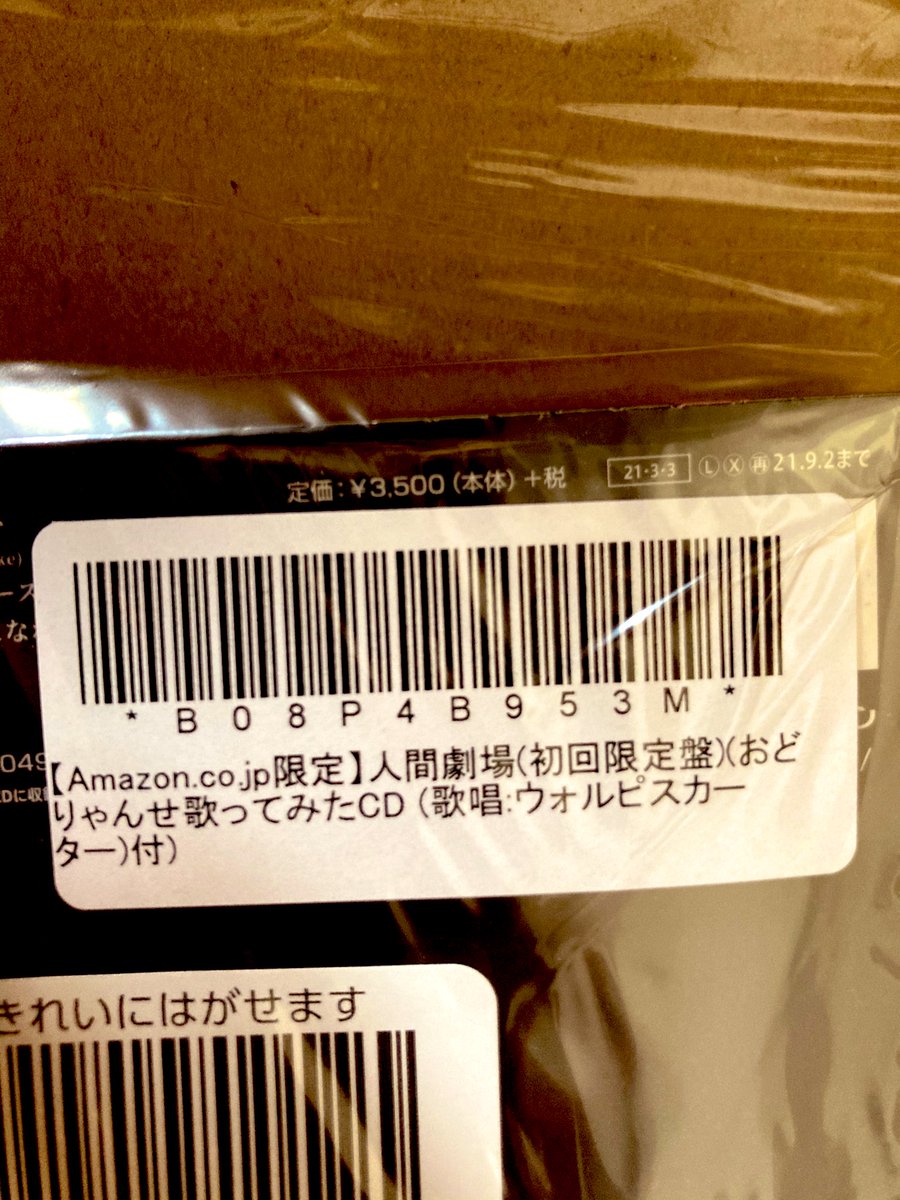 定価:¥3,500(本体)+税 21・3・3 Ⓛ Ⓧ ㊢21.9.2まで
*B08P4B953M*
【Amazon.co.jp限定】人間劇場(初回限定盤)(おど
りゃんせ歌ってみたCD (歌唱:ウォルピスカー
ター)付)
きれいにはがせます